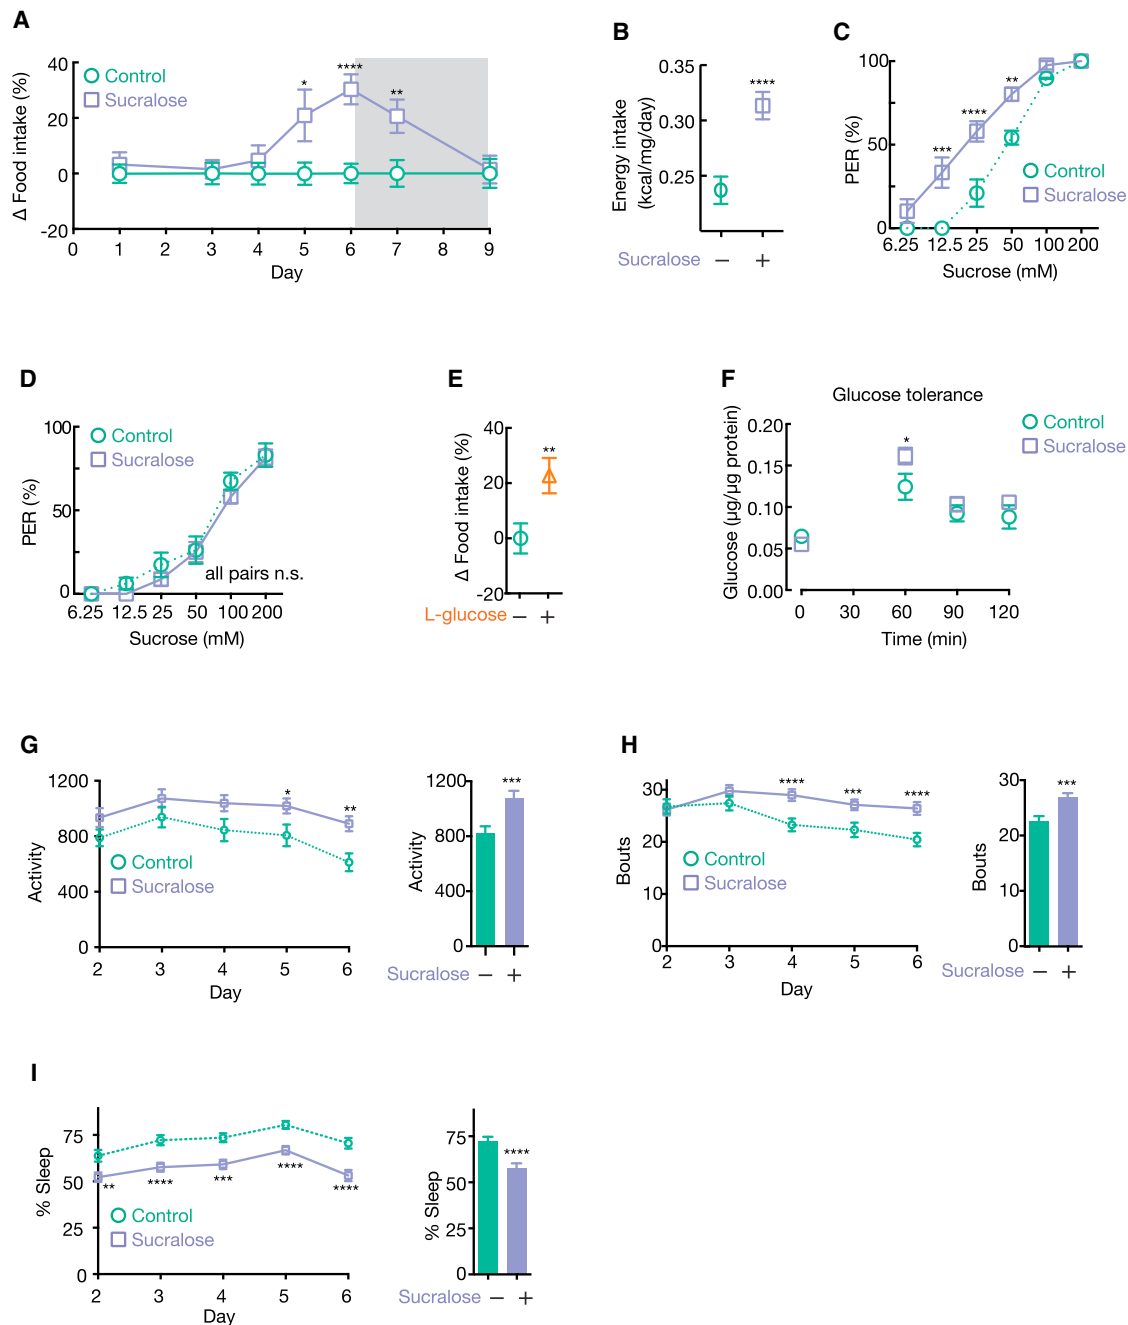 A
Δ Food intake (%)
40
20
0
-20
Control
Sucralose
*
****
**
0 1 2 3 4 5 6 7 8 9
Day
B
Energy intake
(kcal/mg/day)
0.35
0.30
0.25
****
Sucralose − +
C
PER (%)
100
50
0
***
****
**
Control
Sucralose
6.25 12.5 25 50 100 200
Sucrose (mM)
D
PER (%)
100
50
0
Control
Sucralose
all pairs n.s.
6.25 12.5 25 50 100 200
Sucrose (mM)
E
Δ Food intake (%)
40
20
0
-20
**
L-glucose − +
F
Glucose tolerance
Glucose (µg/µg protein)
0.20
0.15
0.10
0.05
0.00
*
Control
Sucralose
0 30 60 90 120
Time (min)
G
Activity
1200
800
400
0
*
**
Control
Sucralose
2 3 4 5 6
Day
Activity
1200
800
400
0
***
Sucralose − +
H
Bouts
30
20
10
0
****
***
****
Control
Sucralose
2 3 4 5 6
Day
Bouts
30
20
10
0
***
Sucralose − +
I
% Sleep
75
50
25
0
**
****
***
****
****
Control
Sucralose
2 3 4 5 6
Day
% Sleep
75
50
25
0
****
Sucralose − +